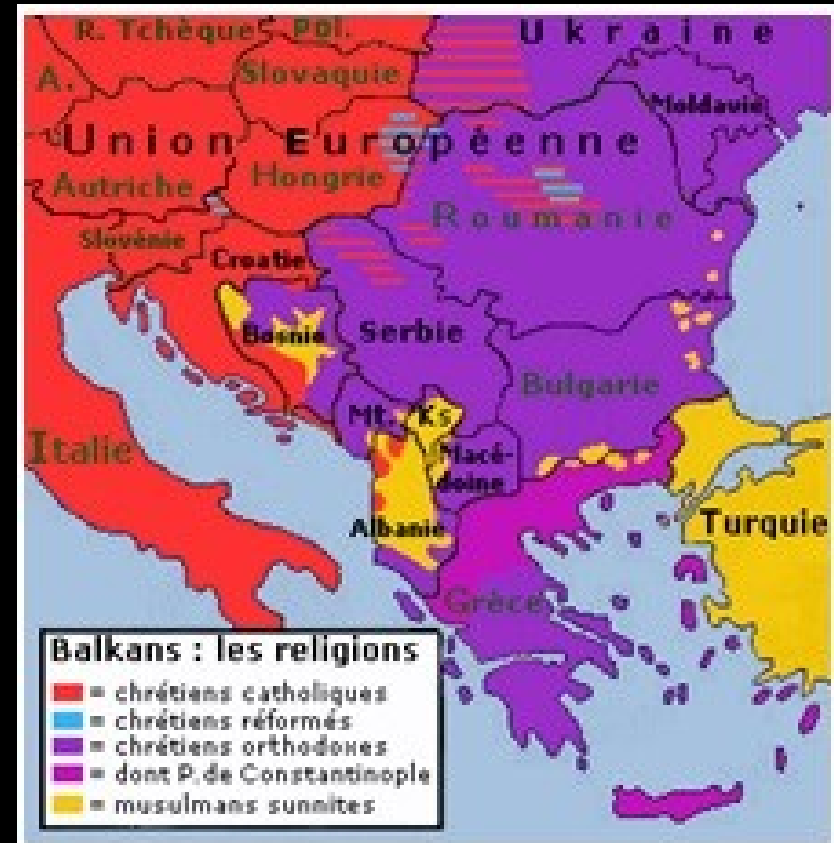 R. Tchèque Pol.
Ukraine
A.
Slovaquie
Moldavie
Union Européenne
Autriche
Hongrie
Roumanie
Slovénie
Croatie
Bosnie
Serbie
Bulgarie
Mt. Ks
Italie
Macé-
doine
Albanie
Turquie
Grèce
Balkans : les religions
= chrétiens catholiques
= chrétiens réformés
= chrétiens orthodoxes
= dont P. de Constantinople
= musulmans sunnites